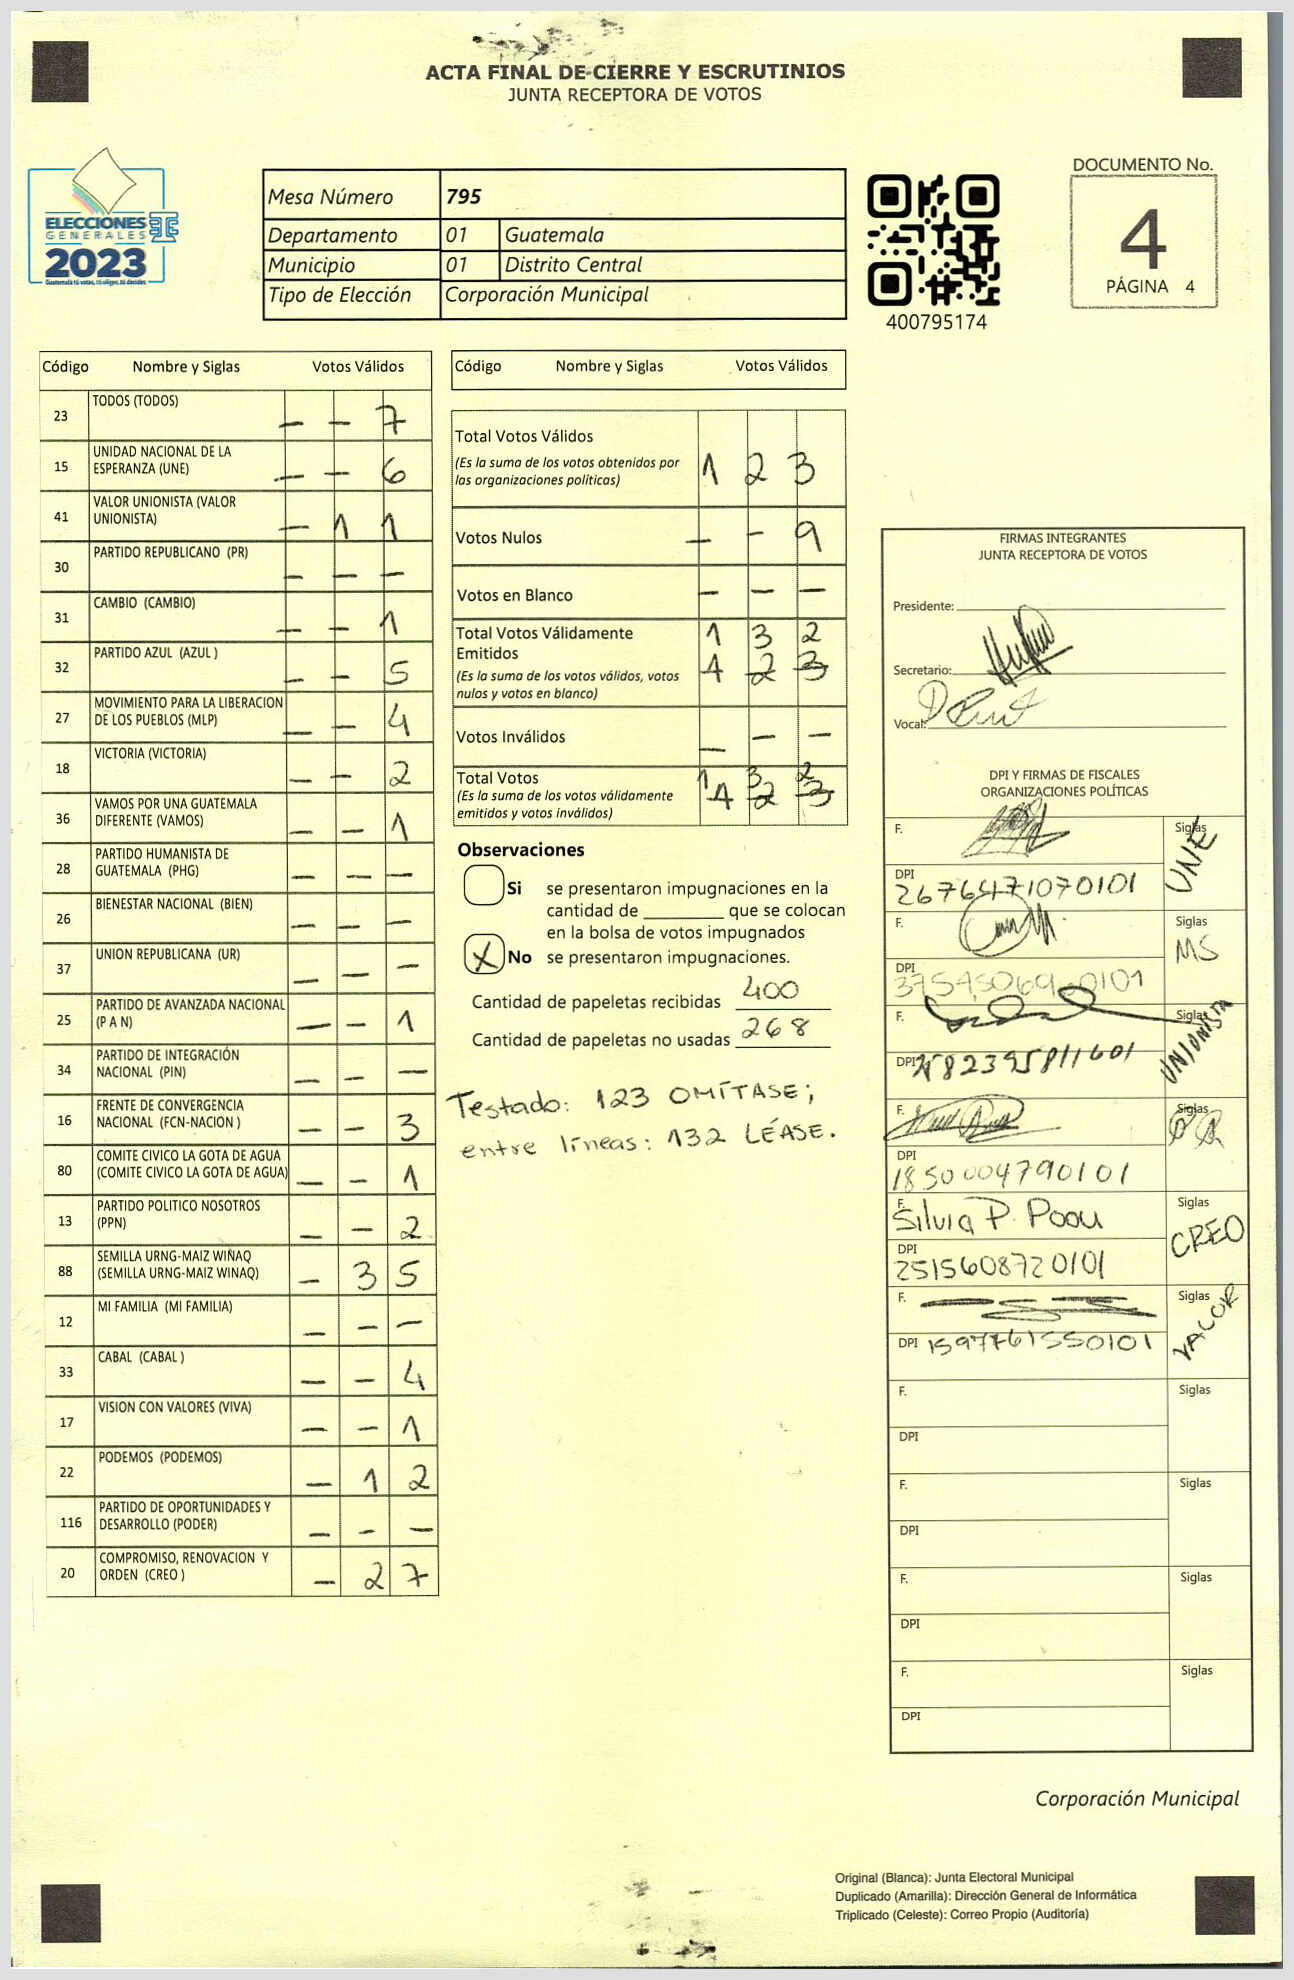 ACTA FINAL DE CIERRE Y ESCRUTINIOS
JUNTA RECEPTORA DE VOTOS
ELECCIONES
GENERALES
2023
Guatemala tú votas, tú eliges, tú decides
Mesa Número 795
Departamento 01 Guatemala
Municipio 01 Distrito Central
Tipo de Elección Corporación Municipal
400795174
DOCUMENTO No.
4
PÁGINA 4
Código Nombre y Siglas Votos Válidos
23 TODOS (TODOS) - - 7
15 UNIDAD NACIONAL DE LA ESPERANZA (UNE) - - 6
41 VALOR UNIONISTA (VALOR UNIONISTA) - 1 1
30 PARTIDO REPUBLICANO (PR) - - -
31 CAMBIO (CAMBIO) - - 1
32 PARTIDO AZUL (AZUL ) - - 5
27 MOVIMIENTO PARA LA LIBERACION DE LOS PUEBLOS (MLP) - - 4
18 VICTORIA (VICTORIA) - - 2
36 VAMOS POR UNA GUATEMALA DIFERENTE (VAMOS) - - 1
28 PARTIDO HUMANISTA DE GUATEMALA (PHG) - - -
26 BIENESTAR NACIONAL (BIEN) - - -
37 UNION REPUBLICANA (UR) - - -
25 PARTIDO DE AVANZADA NACIONAL (P A N) - - 1
34 PARTIDO DE INTEGRACIÓN NACIONAL (PIN) - - -
16 FRENTE DE CONVERGENCIA NACIONAL (FCN-NACION ) - - 3
80 COMITE CIVICO LA GOTA DE AGUA (COMITE CIVICO LA GOTA DE AGUA) - - 1
13 PARTIDO POLITICO NOSOTROS (PPN) - - 2
88 SEMILLA URNG-MAIZ WIÑAQ (SEMILLA URNG-MAIZ WINAQ) - 3 5
12 MI FAMILIA (MI FAMILIA) - - -
33 CABAL (CABAL ) - - 4
17 VISION CON VALORES (VIVA) - - 1
22 PODEMOS (PODEMOS) - 1 2
116 PARTIDO DE OPORTUNIDADES Y DESARROLLO (PODER) - - -
20 COMPROMISO, RENOVACION Y ORDEN (CREO ) - 2 7
Código Nombre y Siglas Votos Válidos
Total Votos Válidos 1 2 3
(Es la suma de los votos obtenidos por
las organizaciones políticas)
Votos Nulos - - 9
Votos en Blanco - - -
Total Votos Válidamente 1 3 2
Emitidos 1 2 3
(Es la suma de los votos válidos, votos
nulos y votos en blanco)
Votos Inválidos - - -
Total Votos 1 3 2
1 2 3
(Es la suma de los votos válidamente
emitidos y votos inválidos)
Observaciones
Si se presentaron impugnaciones en la
cantidad de ________ que se colocan
en la bolsa de votos impugnados
X No se presentaron impugnaciones.
Cantidad de papeletas recibidas 400
Cantidad de papeletas no usadas 268
Testado: 123 OMÍTASE;
entre líneas: 132 LÉASE.
FIRMAS INTEGRANTES
JUNTA RECEPTORA DE VOTOS
Presidente:
Secretario:
Vocal:
DPI Y FIRMAS DE FISCALES
ORGANIZACIONES POLÍTICAS
F. Siglas UNE
DPI 2676471070101
F. Siglas MS
DPI
F. Siglas UNIONISTA
DPI
F. Siglas
DPI 1850004790101
F. Silvia P. Poou Siglas CREO
DPI 2515608720101
F. Siglas VALOR
DPI 1597761550101
F. Siglas
DPI
F. Siglas
DPI
F. Siglas
DPI
F. Siglas
DPI
Corporación Municipal
Original (Blanca): Junta Electoral Municipal
Duplicado (Amarilla): Dirección General de Informática
Triplicado (Celeste): Correo Propio (Auditoría)